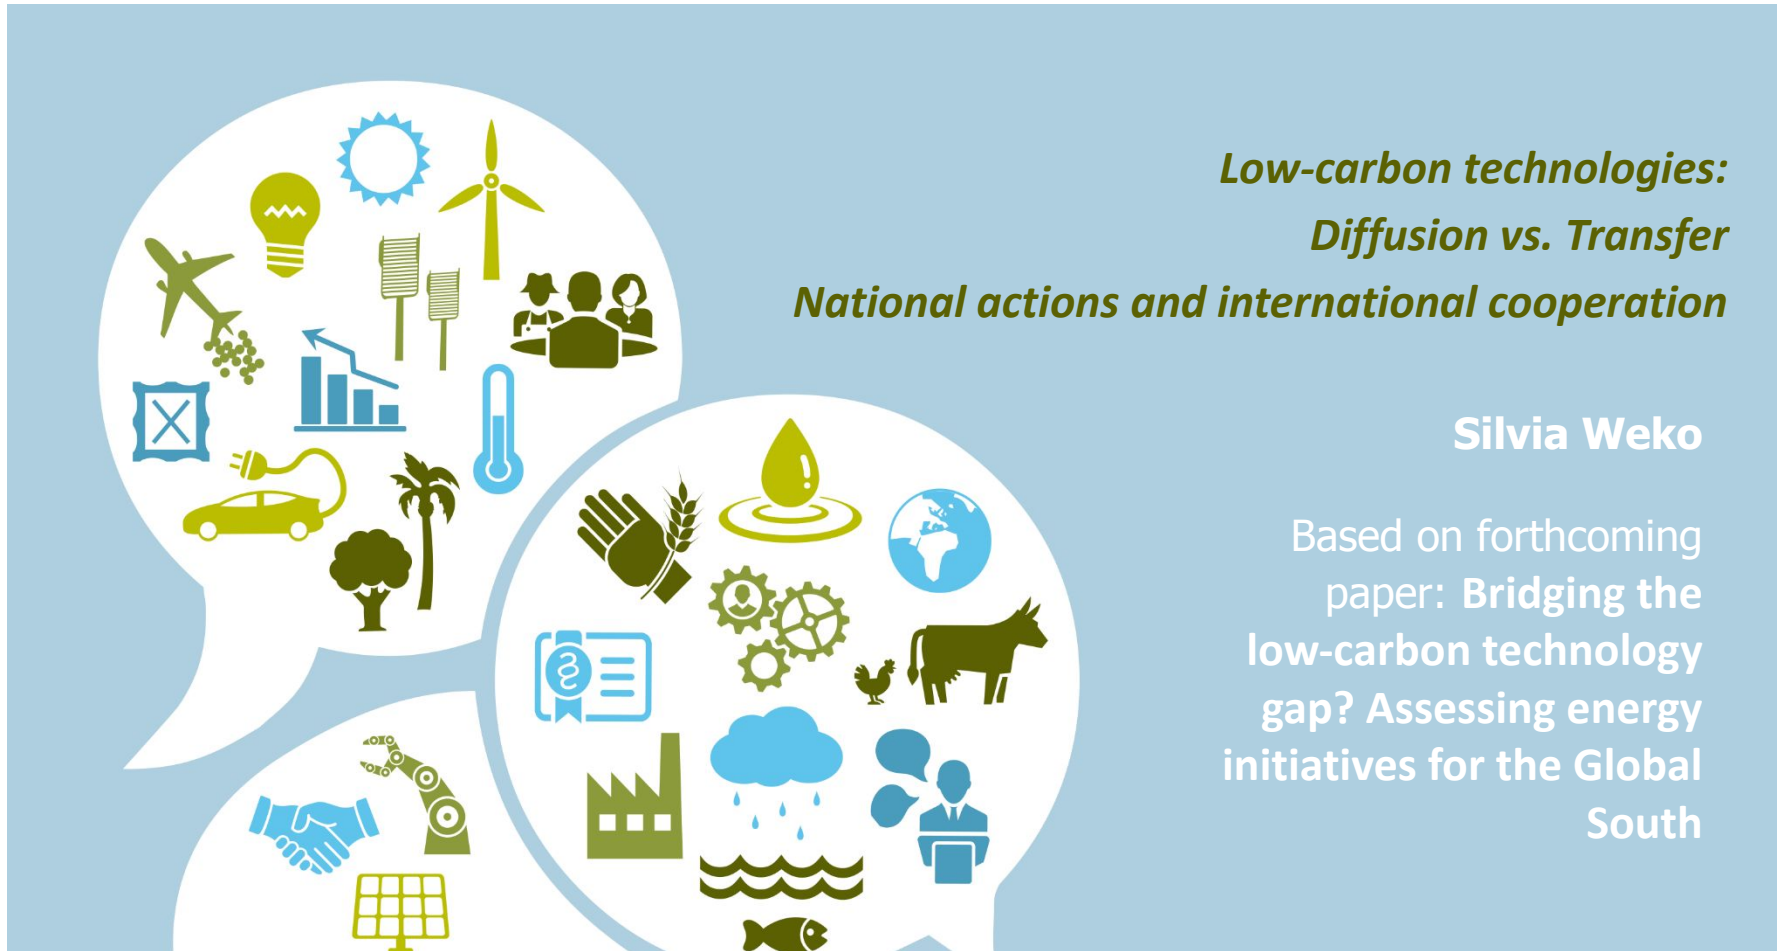 Low-carbon technologies:
Diffusion vs. Transfer
National actions and international cooperation
Silvia Weko
Based on forthcoming
paper: Bridging the
low-carbon technology
gap? Assessing energy
initiatives for the Global
South